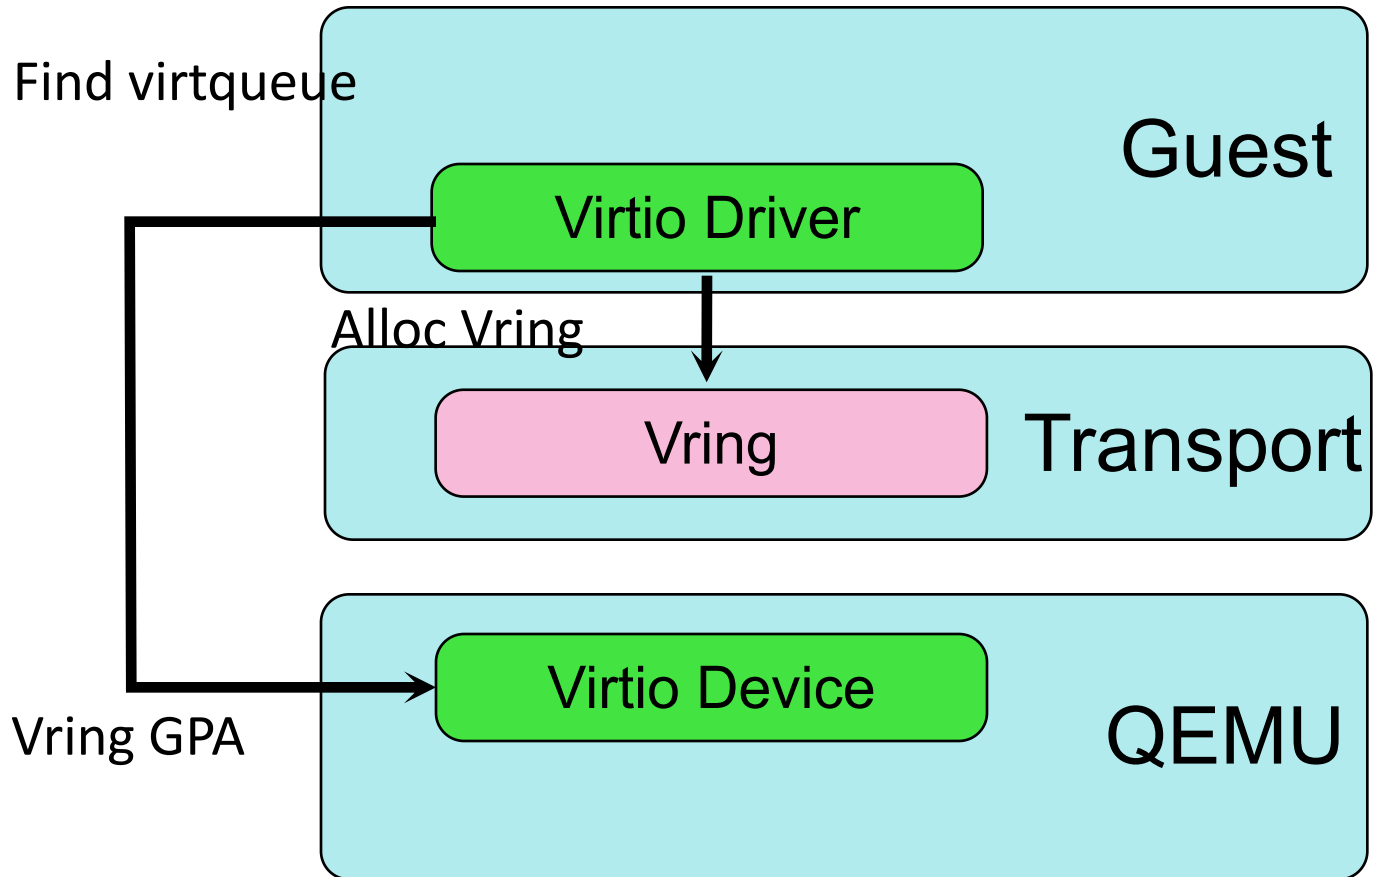 Find virtqueue
Guest
Virtio Driver
Alloc Vring
Vring
Transport
Virtio Device
Vring GPA
QEMU